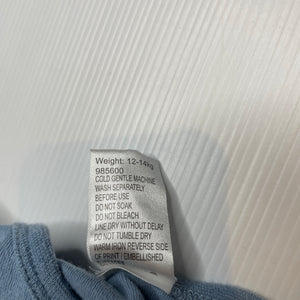 Weight: 12-14kg
985600
COLD GENTLE MACHINE
WASH SEPARATELY
BEFORE USE
DO NOT SOAK
DO NOT BLEACH
LINE DRY WITHOUT DELAY
DO NOT TUMBLE DRY
WARM IRON REVERSE SIDE
OF PRINT / EMBELLISHED